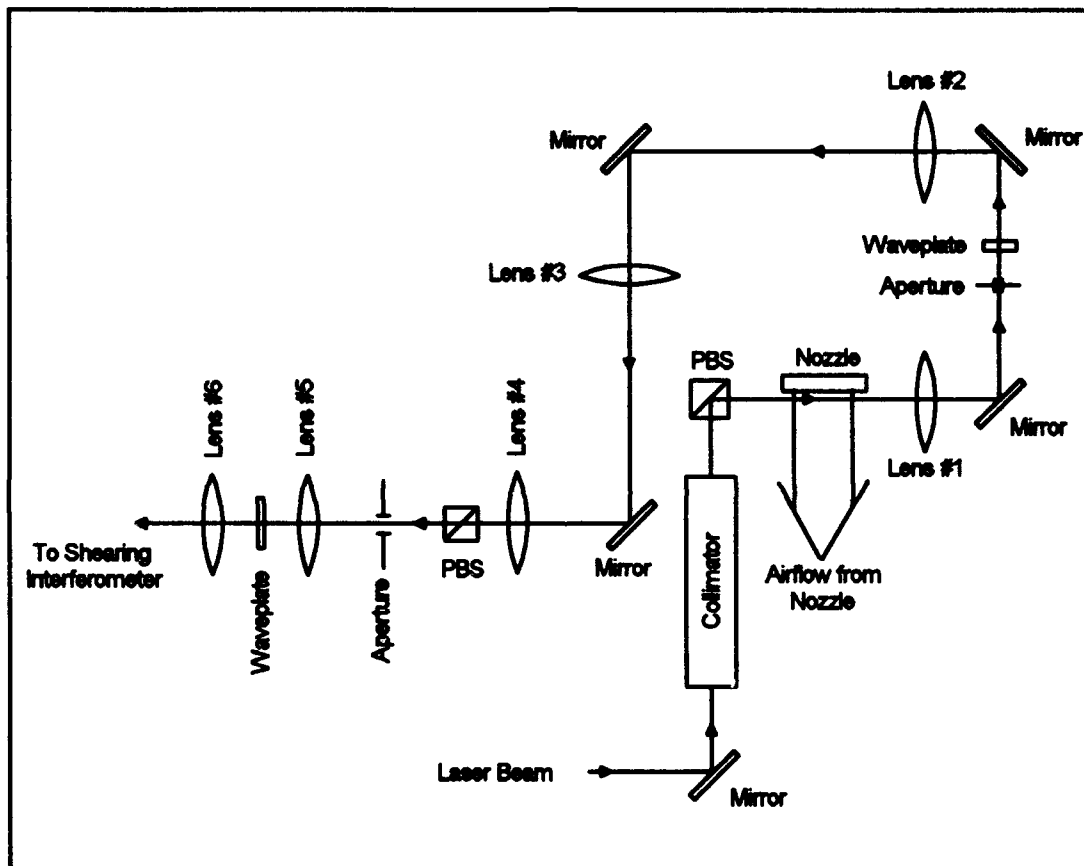 Lens #2
Mirror
Mirror
Waveplate
Lens #3
Aperture
PBS
Nozzle
Mirror
Lens #1
Lens #6
Lens #5
Lens #4
To Shearing
Interferometer
Waveplate
Aperture
PBS
Mirror
Collimator
Airflow from
Nozzle
Laser Beam
Mirror